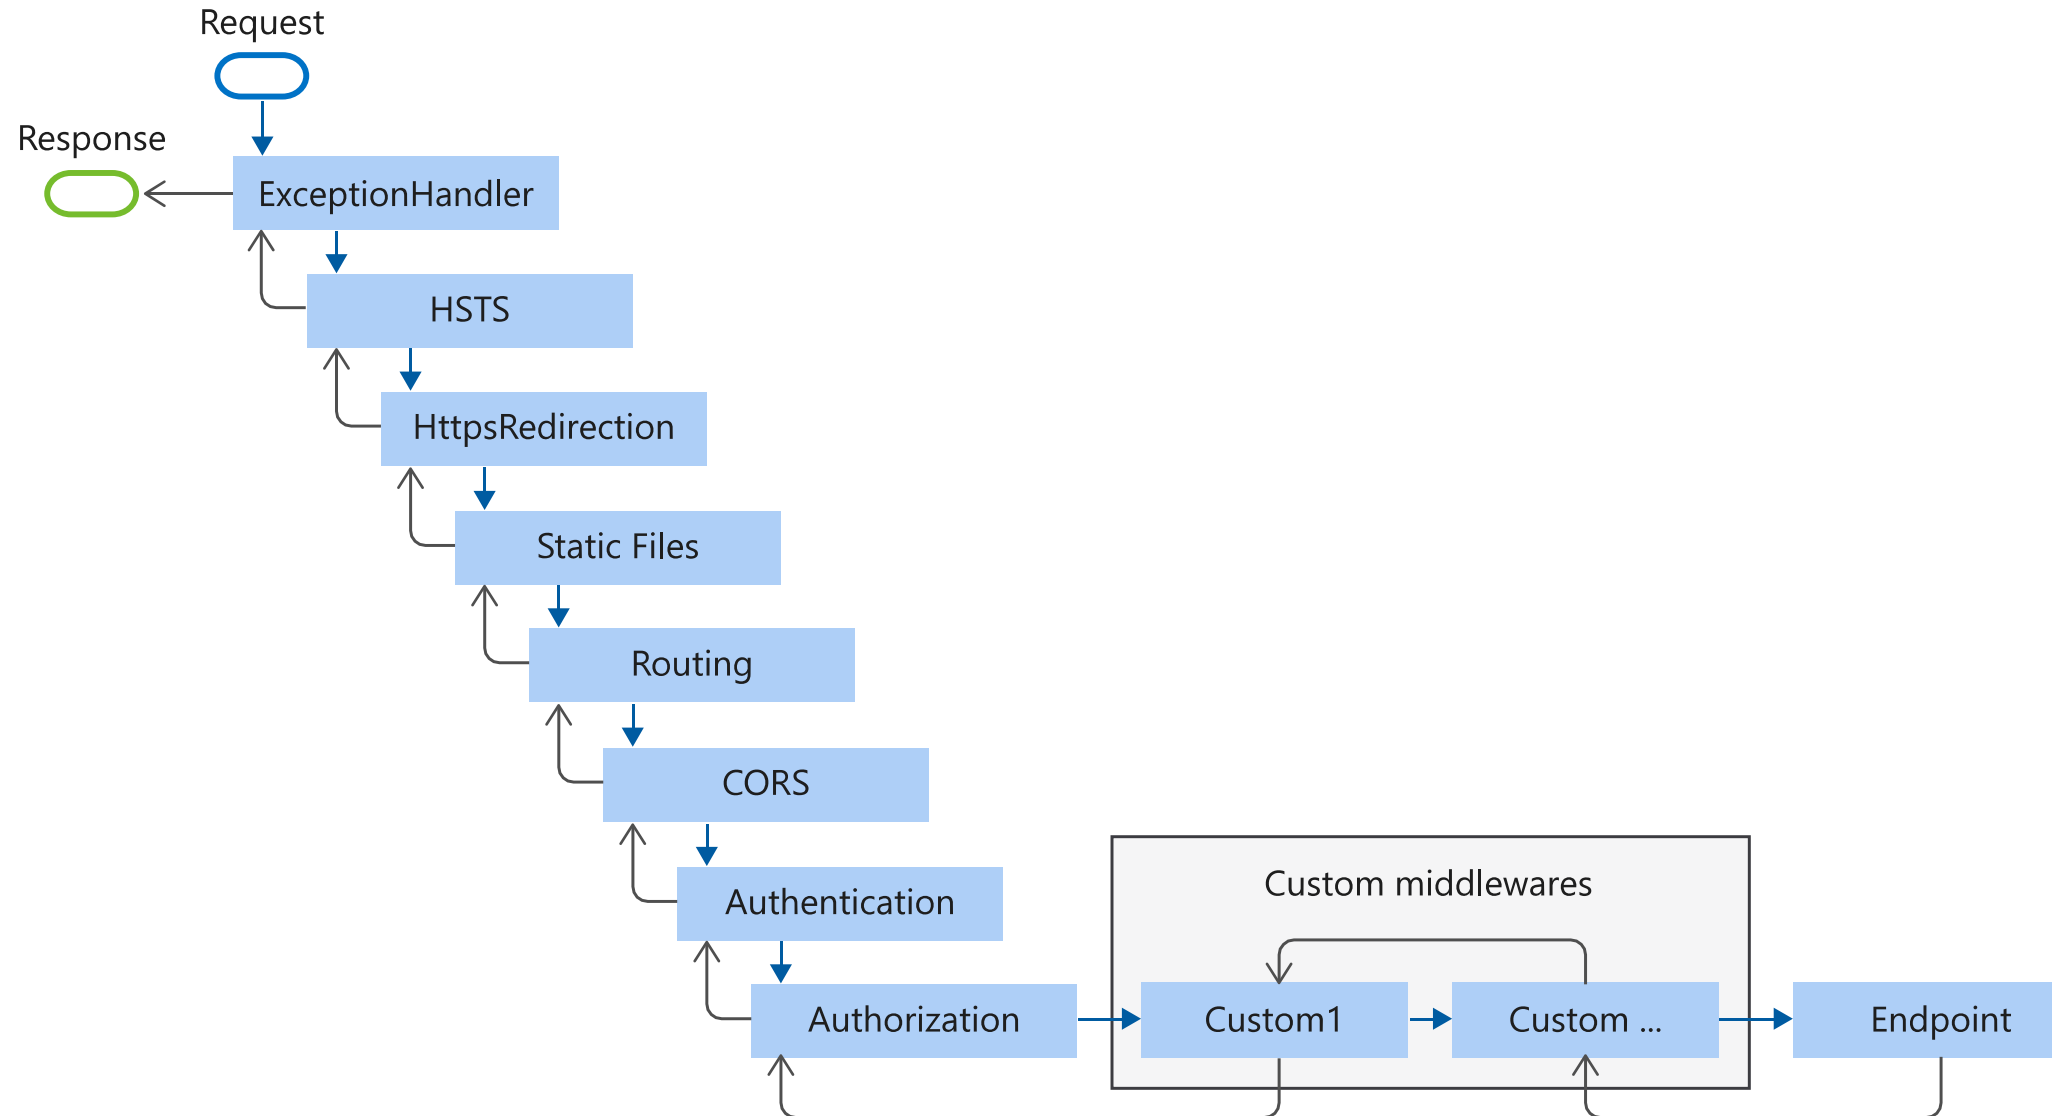 Request
Response
ExceptionHandler
HSTS
HttpsRedirection
Static Files
Routing
CORS
Authentication
Custom middlewares
Authorization
Custom1
Custom ...
Endpoint